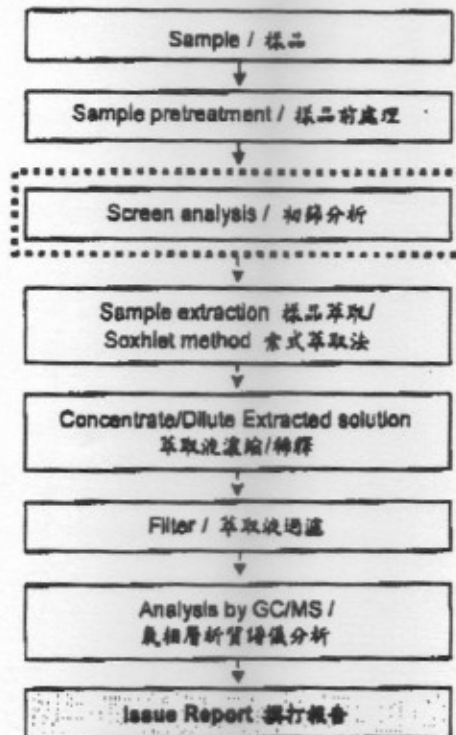 Sample / 樣品
Sample pretreatment / 樣品前處理
Screen analysis / 初篩分析
Sample extraction 樣品萃取/
Soxhlet method 索式萃取法
Concentrate/Dilute Extracted solution
萃取液濃縮/稀釋
Filter / 萃取液過濾
Analysis by GC/MS /
氣相層析質譜儀分析
Issue Report 撰打報告